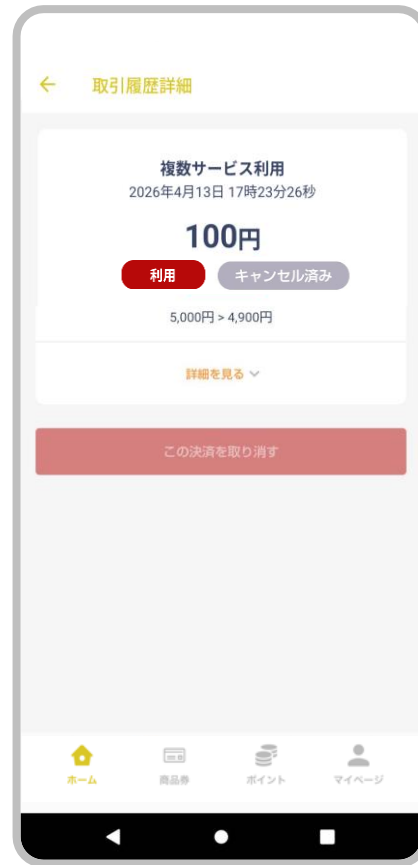 取引履歴詳細
複数サービス利用
2026年4月13日 17時23分26秒
100円
利用 キャンセル済み
5,000円 > 4,900円
詳細を見る
この決済を取り消す
ホーム 商品券 ポイント マイページ